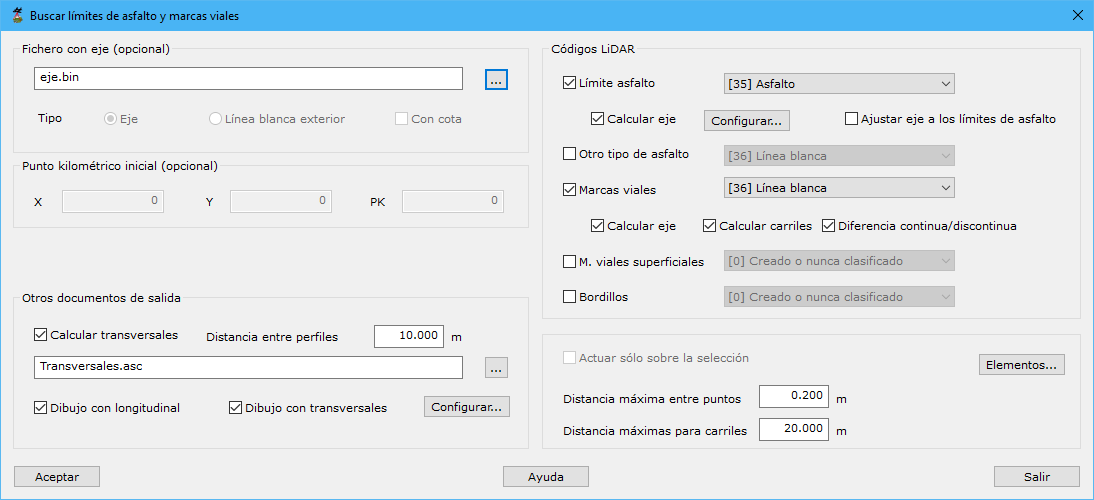 Buscar límites de asfalto y marcas viales
Fichero con eje (opcional)
eje.bin
...
Tipo
Eje
Línea blanca exterior
Con cota
Punto kilométrico inicial (opcional)
X
0
Y
0
PK
0
Otros documentos de salida
Calcular transversales
Distancia entre perfiles
10.000
m
Transversales.asc
...
Dibujo con longitudinal
Dibujo con transversales
Configurar...
Códigos LiDAR
Límite asfalto
[35] Asfalto
Calcular eje
Configurar...
Ajustar eje a los límites de asfalto
Otro tipo de asfalto
[36] Línea blanca
Marcas viales
[36] Línea blanca
Calcular eje
Calcular carriles
Diferencia continua/discontinua
M. viales superficiales
[0] Creado o nunca clasificado
Bordillos
[0] Creado o nunca clasificado
Actuar sólo sobre la selección
Elementos...
Distancia máxima entre puntos
0.200
m
Distancia máximas para carriles
20.000
m
Aceptar
Ayuda
Salir